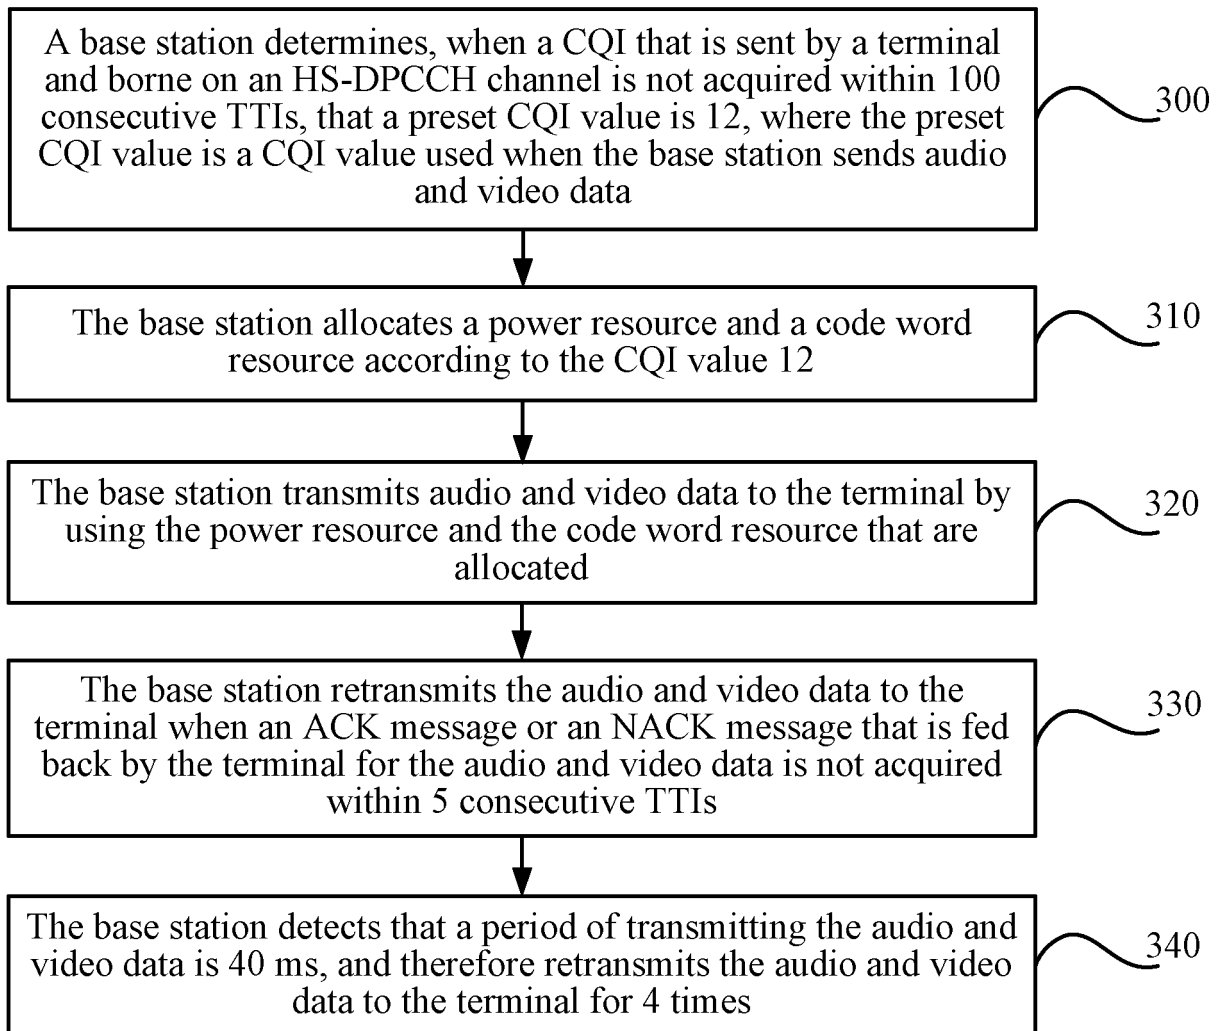 A base station determines, when a CQI that is sent by a terminal
and borne on an HS-DPCCH channel is not acquired within 100
consecutive TTIs, that a preset CQI value is 12, where the preset
CQI value is a CQI value used when the base station sends audio
and video data
300
The base station allocates a power resource and a code word
resource according to the CQI value 12
310
The base station transmits audio and video data to the terminal by
using the power resource and the code word resource that are
allocated
320
The base station retransmits the audio and video data to the
terminal when an ACK message or an NACK message that is fed
back by the terminal for the audio and video data is not acquired
within 5 consecutive TTIs
330
The base station detects that a period of transmitting the audio and
video data is 40 ms, and therefore retransmits the audio and video
data to the terminal for 4 times
340